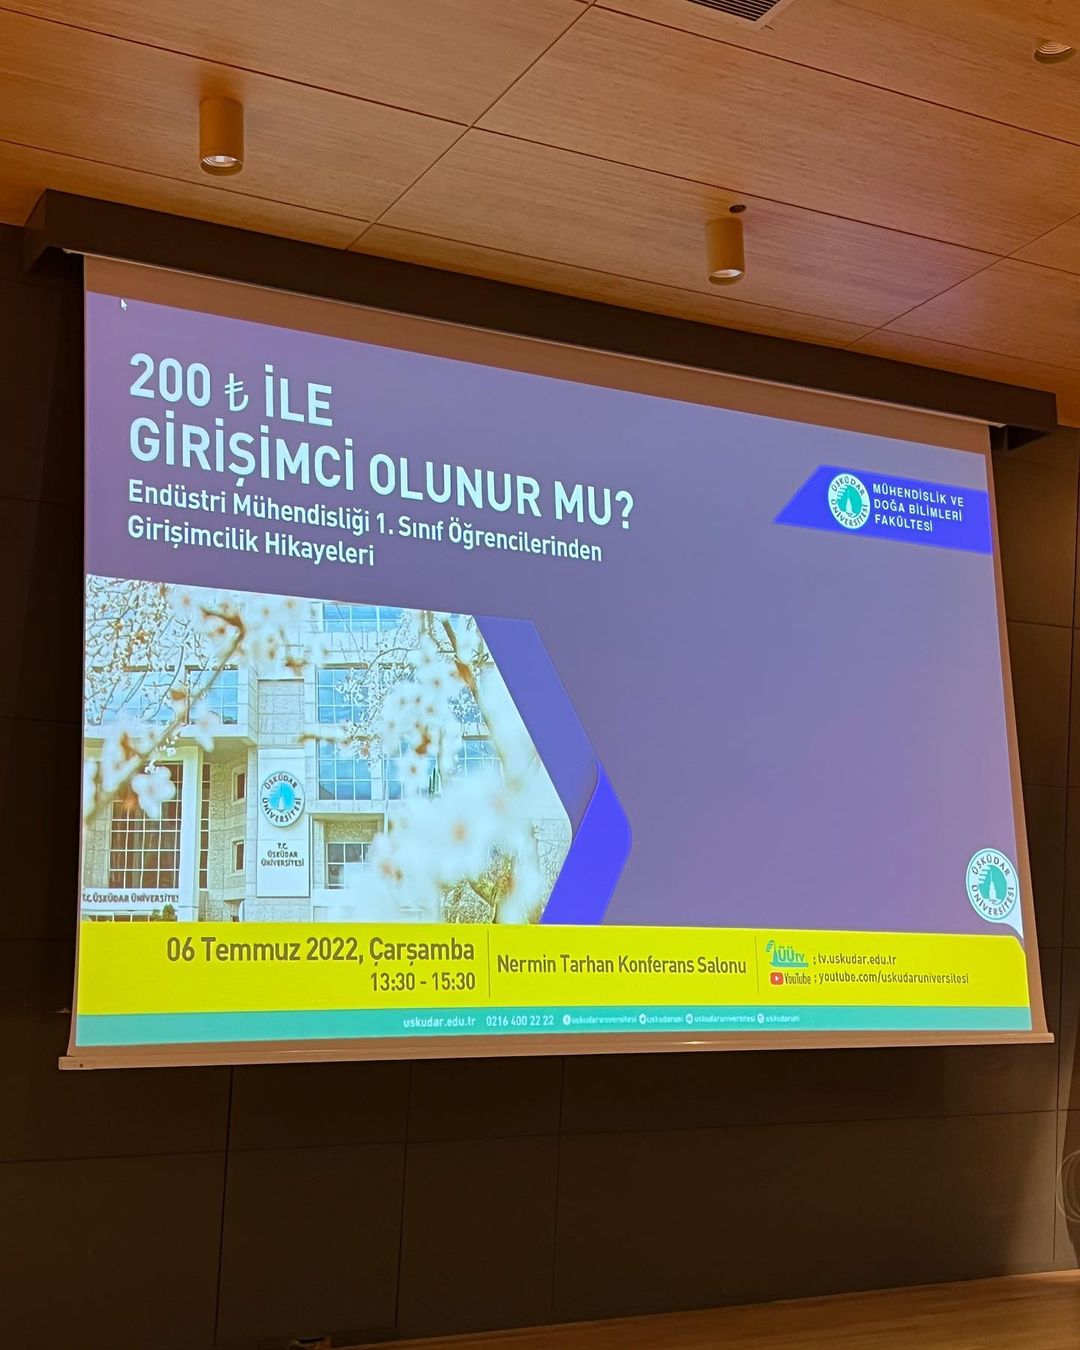 200 ₺ İLE
GİRİŞİMCİ OLUNUR MU?
Endüstri Mühendisliği 1. Sınıf Öğrencilerinden
Girişimcilik Hikayeleri
ÜSKÜDAR ÜNİVERSİTESİ
MÜHENDİSLİK VE
DOĞA BİLİMLERİ
FAKÜLTESİ
ÜSKÜDAR ÜNİVERSİTESİ
T.C.
ÜSKÜDAR
ÜNİVERSİTESİ
T.C. ÜSKÜDAR ÜNİVERSİTES
ÜSKÜDAR ÜNİVERSİTESİ
06 Temmuz 2022, Çarşamba
13:30 - 15:30
Nermin Tarhan Konferans Salonu
ÜÜTV : tv.uskudar.edu.tr
YouTube : youtube.com/uskudaruniversitesi
uskudar.edu.tr 0216 400 22 22 uskudaruniversitesi uskudaruni uskudaruniversitesi uskudaruni